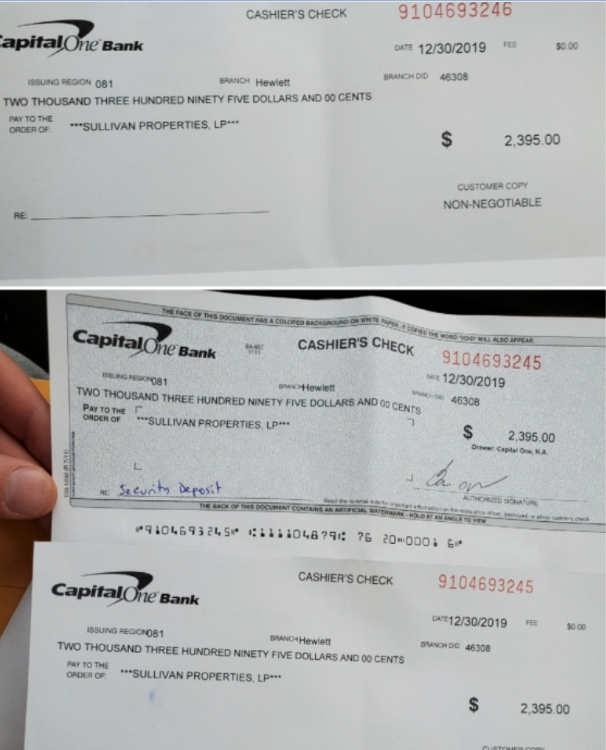 CASHIER'S CHECK 9104693246
CapitalOne Bank
DATE 12/30/2019 FEE $0.00
ISSUING REGION 081 BRANCH Hewlett BRANCH DID 46308
TWO THOUSAND THREE HUNDRED NINETY FIVE DOLLARS AND 00 CENTS
PAY TO THE
ORDER OF: ***SULLIVAN PROPERTIES, LP***
$ 2,395.00
CUSTOMER COPY
NON-NEGOTIABLE
RE:
THE FACE OF THIS DOCUMENT HAS A COLORED BACKGROUND ON WHITE PAPER, IF COPIED THE WORD "VOID" WILL ALSO APPEAR.
CapitalOne Bank
CASHIER'S CHECK 9104693245
DATE 12/30/2019
ISSUING REGION 081 BRANCH Hewlett BRANCH DID 46308
TWO THOUSAND THREE HUNDRED NINETY FIVE DOLLARS AND 00 CENTS
PAY TO THE
ORDER OF ***SULLIVAN PROPERTIES, LP***
$ 2,395.00
Drawer: Capital One, N.A.
RE: Security Deposit
AUTHORIZED SIGNATURE
THE BACK OF THIS DOCUMENT CONTAINS AN ARTIFICIAL WATERMARK - HOLD AT AN ANGLE TO VIEW
CASHIER'S CHECK 9104693245
CapitalOne Bank
DATE 12/30/2019 FEE $0.00
ISSUING REGION 081 BRANCH Hewlett BRANCH DID 46308
TWO THOUSAND THREE HUNDRED NINETY FIVE DOLLARS AND 00 CENTS
PAY TO THE
ORDER OF: ***SULLIVAN PROPERTIES, LP***
$ 2,395.00
CUSTOMER COPY